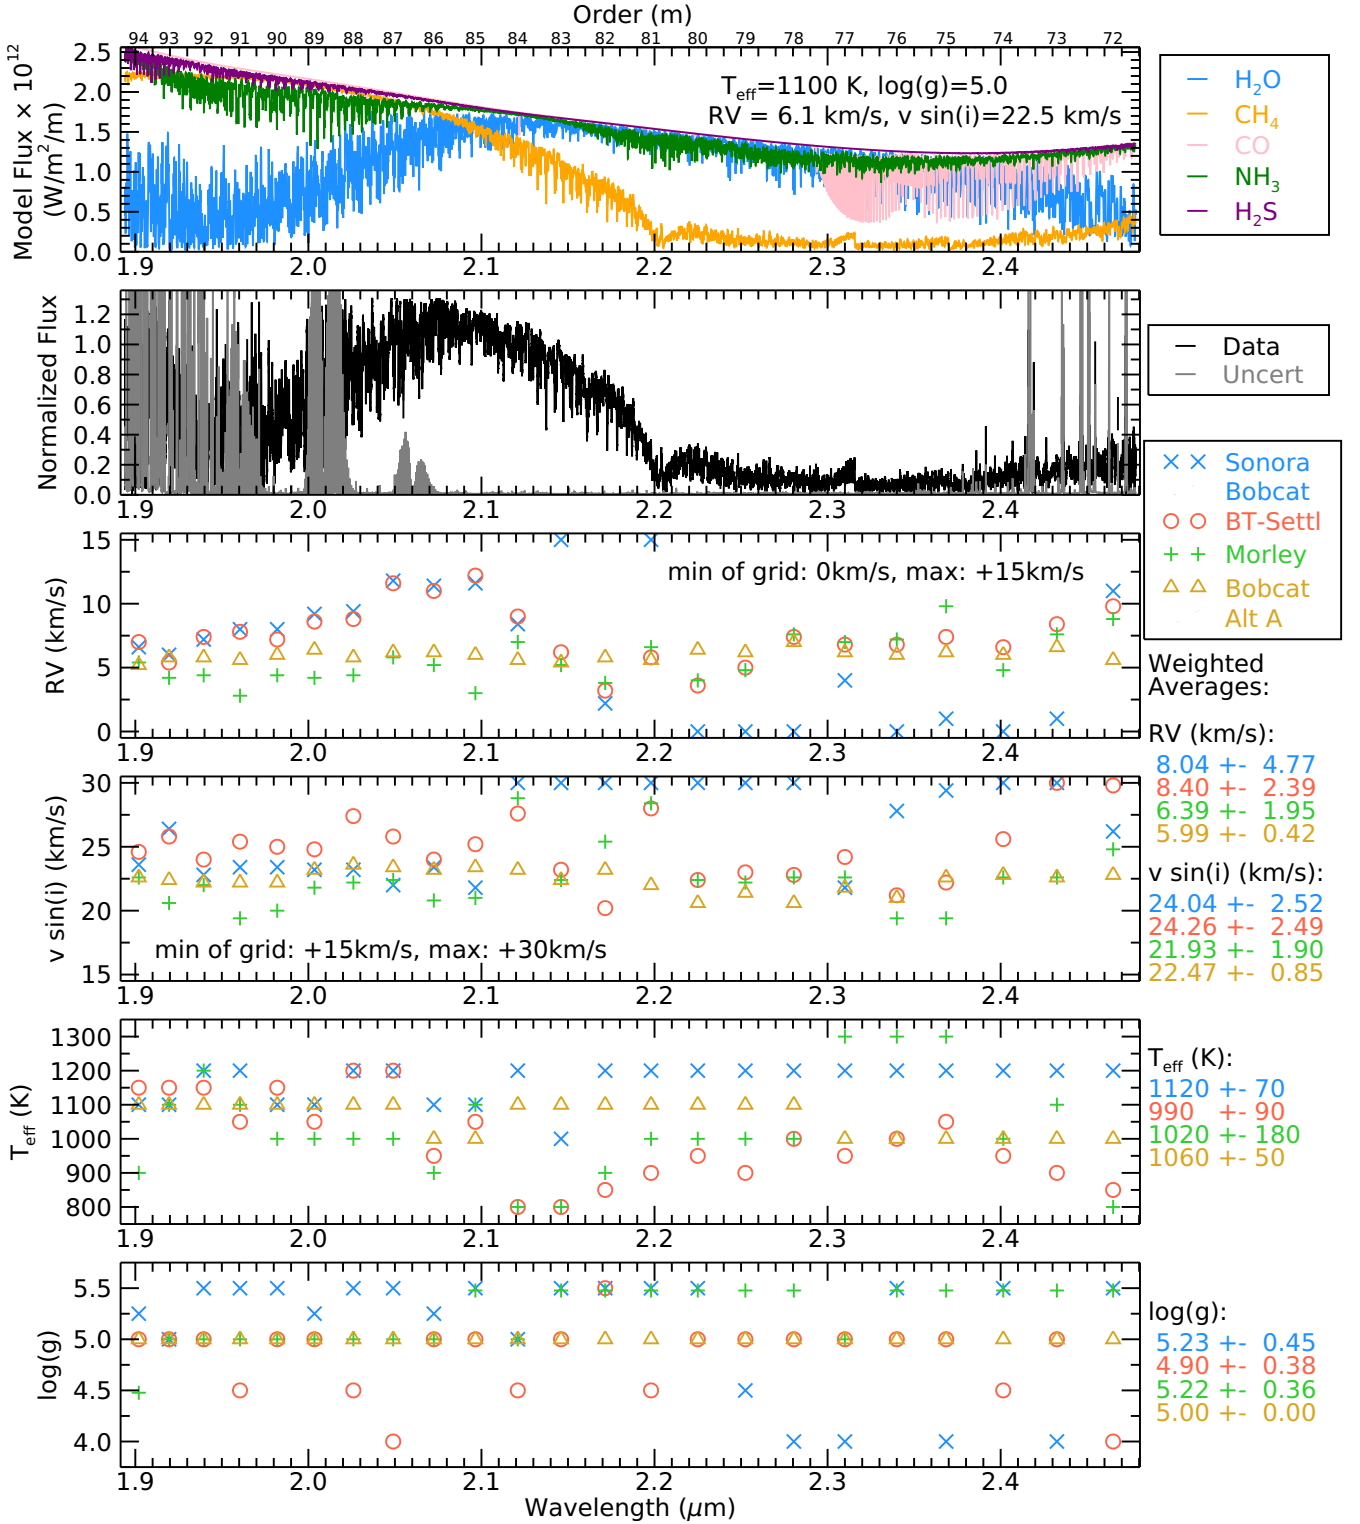 Order (m)
94 93 92 91 90 89 88 87 86 85 84 83 82 81 80 79 78 77 76 75 74 73 72
Model Flux × 10^12
(W/m^2/m)
2.5
2.0
1.5
1.0
0.5
0.0
T_eff=1100 K, log(g)=5.0
RV = 6.1 km/s, v sin(i)=22.5 km/s
1.9 2.0 2.1 2.2 2.3 2.4
H_2O
CH_4
CO
NH_3
H_2S
Normalized Flux
1.2
1.0
0.8
0.6
0.4
0.2
0.0
1.9 2.0 2.1 2.2 2.3 2.4
Data
Uncert
Sonora
Bobcat
BT-Settl
Morley
Bobcat
Alt A
RV (km/s)
15
10
5
0
min of grid: 0km/s, max: +15km/s
1.9 2.0 2.1 2.2 2.3 2.4
Weighted
Averages:
RV (km/s):
8.04 +- 4.77
8.40 +- 2.39
6.39 +- 1.95
5.99 +- 0.42
v sin(i) (km/s)
30
25
20
15
min of grid: +15km/s, max: +30km/s
1.9 2.0 2.1 2.2 2.3 2.4
v sin(i) (km/s):
24.04 +- 2.52
24.26 +- 2.49
21.93 +- 1.90
22.47 +- 0.85
T_eff (K)
1300
1200
1100
1000
900
800
1.9 2.0 2.1 2.2 2.3 2.4
T_eff (K):
1120 +- 70
990 +- 90
1020 +- 180
1060 +- 50
log(g)
5.5
5.0
4.5
4.0
1.9 2.0 2.1 2.2 2.3 2.4
Wavelength (μm)
log(g):
5.23 +- 0.45
4.90 +- 0.38
5.22 +- 0.36
5.00 +- 0.00